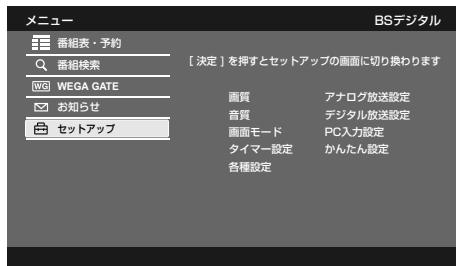 メニュー
BSデジタル
番組表・予約
番組検索
WG WEGA GATE
お知らせ
セットアップ
[ 決定 ] を押すとセットアップの画面に切り換わります
画質 アナログ放送設定
音質 デジタル放送設定
画面モード PC入力設定
タイマー設定 かんたん設定
各種設定